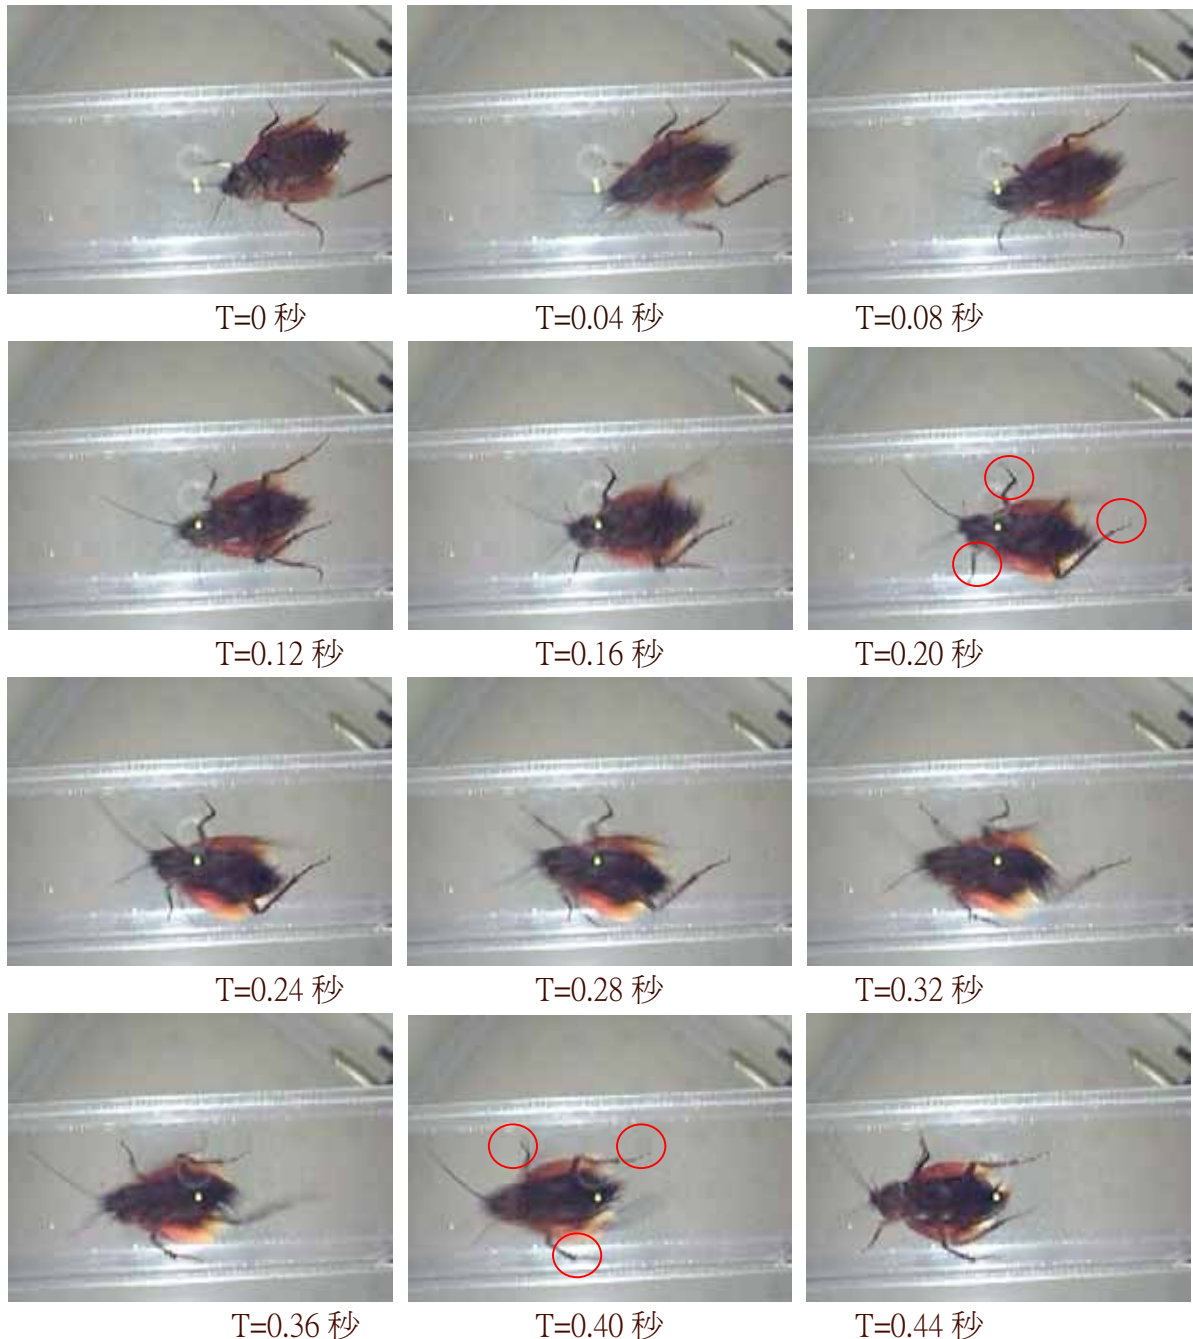 T=0 秒 T=0.04 秒 T=0.08 秒
T=0.12 秒 T=0.16 秒 T=0.20 秒
T=0.24 秒 T=0.28 秒 T=0.32 秒
T=0.36 秒 T=0.40 秒 T=0.44 秒